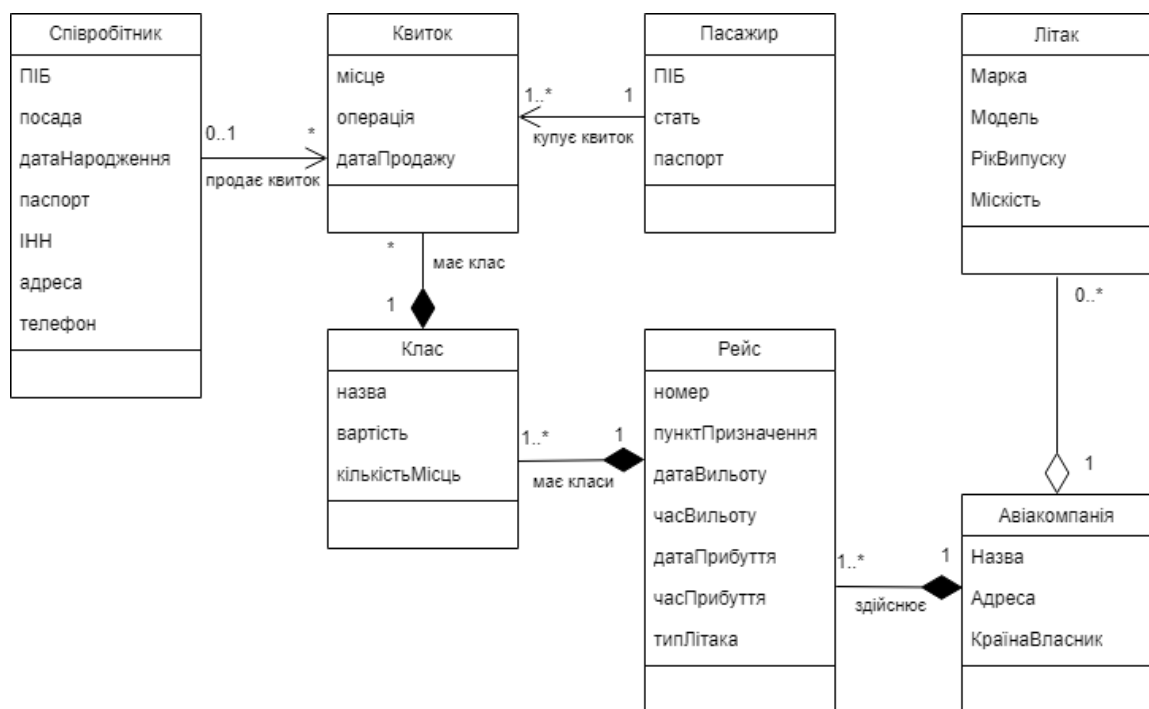 Співробітник
ПІБ
посада
датаНародження
паспорт
ІНН
адреса
телефон
0..1
*
продає квиток
Квиток
місце
операція
датаПродажу
1..*
1
купує квиток
Пасажир
ПІБ
стать
паспорт
Літак
Марка
Модель
РікВипуску
Міскість
*
має клас
1
0..*
1
Клас
назва
вартість
кількістьМісць
1..*
1
має класи
Рейс
номер
пунктПризначення
датаВильоту
часВильоту
датаПрибуття
часПрибуття
типЛітака
1..*
1
здійснює
Авіакомпанія
Назва
Адреса
КраїнаВласник